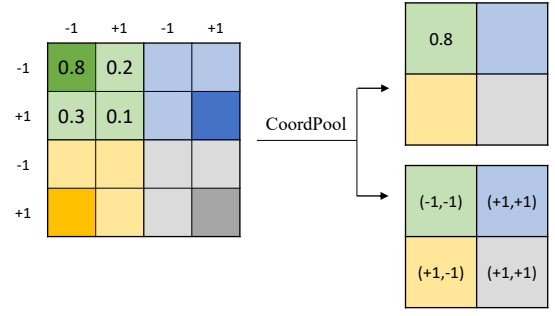 -1 +1 -1 +1
-1 0.8 0.2
+1 0.3 0.1
-1
+1
CoordPool
0.8
(-1,-1) (+1,+1)
(+1,-1) (+1,+1)